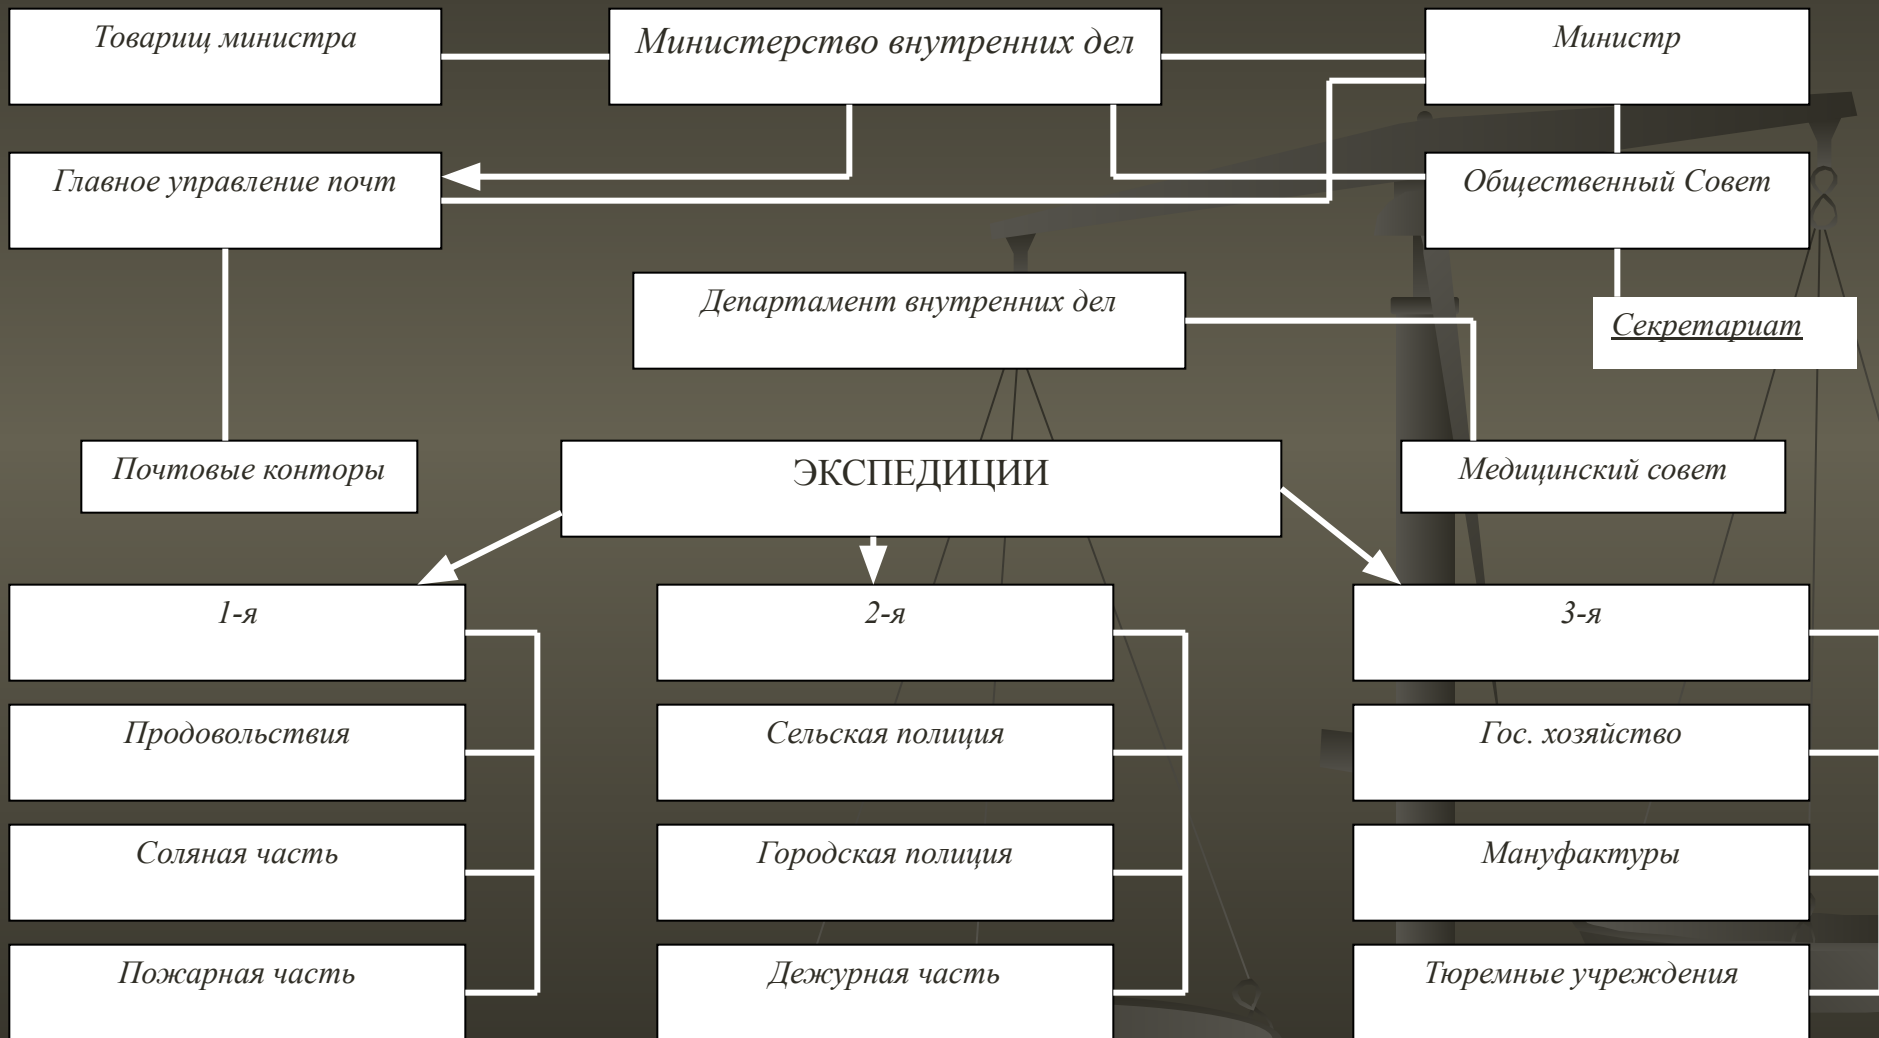 Товарищ министра
Министерство внутренних дел
Министр
Главное управление почт
Общественный Совет
Департамент внутренних дел
Секретариат
Почтовые конторы
ЭКСПЕДИЦИИ
Медицинский совет
1-я
2-я
3-я
Продовольствия
Сельская полиция
Гос. хозяйство
Соляная часть
Городская полиция
Мануфактуры
Пожарная часть
Дежурная часть
Тюремные учреждения